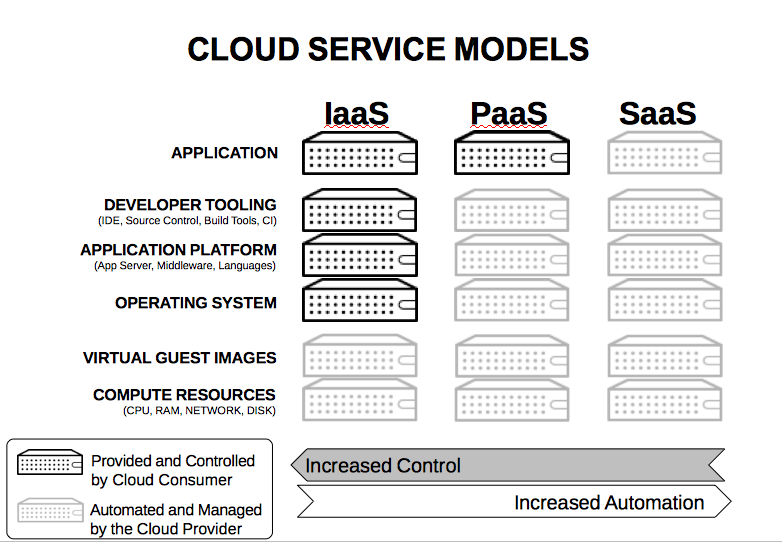 CLOUD SERVICE MODELS
IaaS PaaS SaaS
APPLICATION
DEVELOPER TOOLING
(IDE, Source Control, Build Tools, CI)
APPLICATION PLATFORM
(App Server, Middleware, Languages)
OPERATING SYSTEM
VIRTUAL GUEST IMAGES
COMPUTE RESOURCES
(CPU, RAM, NETWORK, DISK)
Provided and Controlled
by Cloud Consumer
Automated and Managed
by the Cloud Provider
Increased Control
Increased Automation